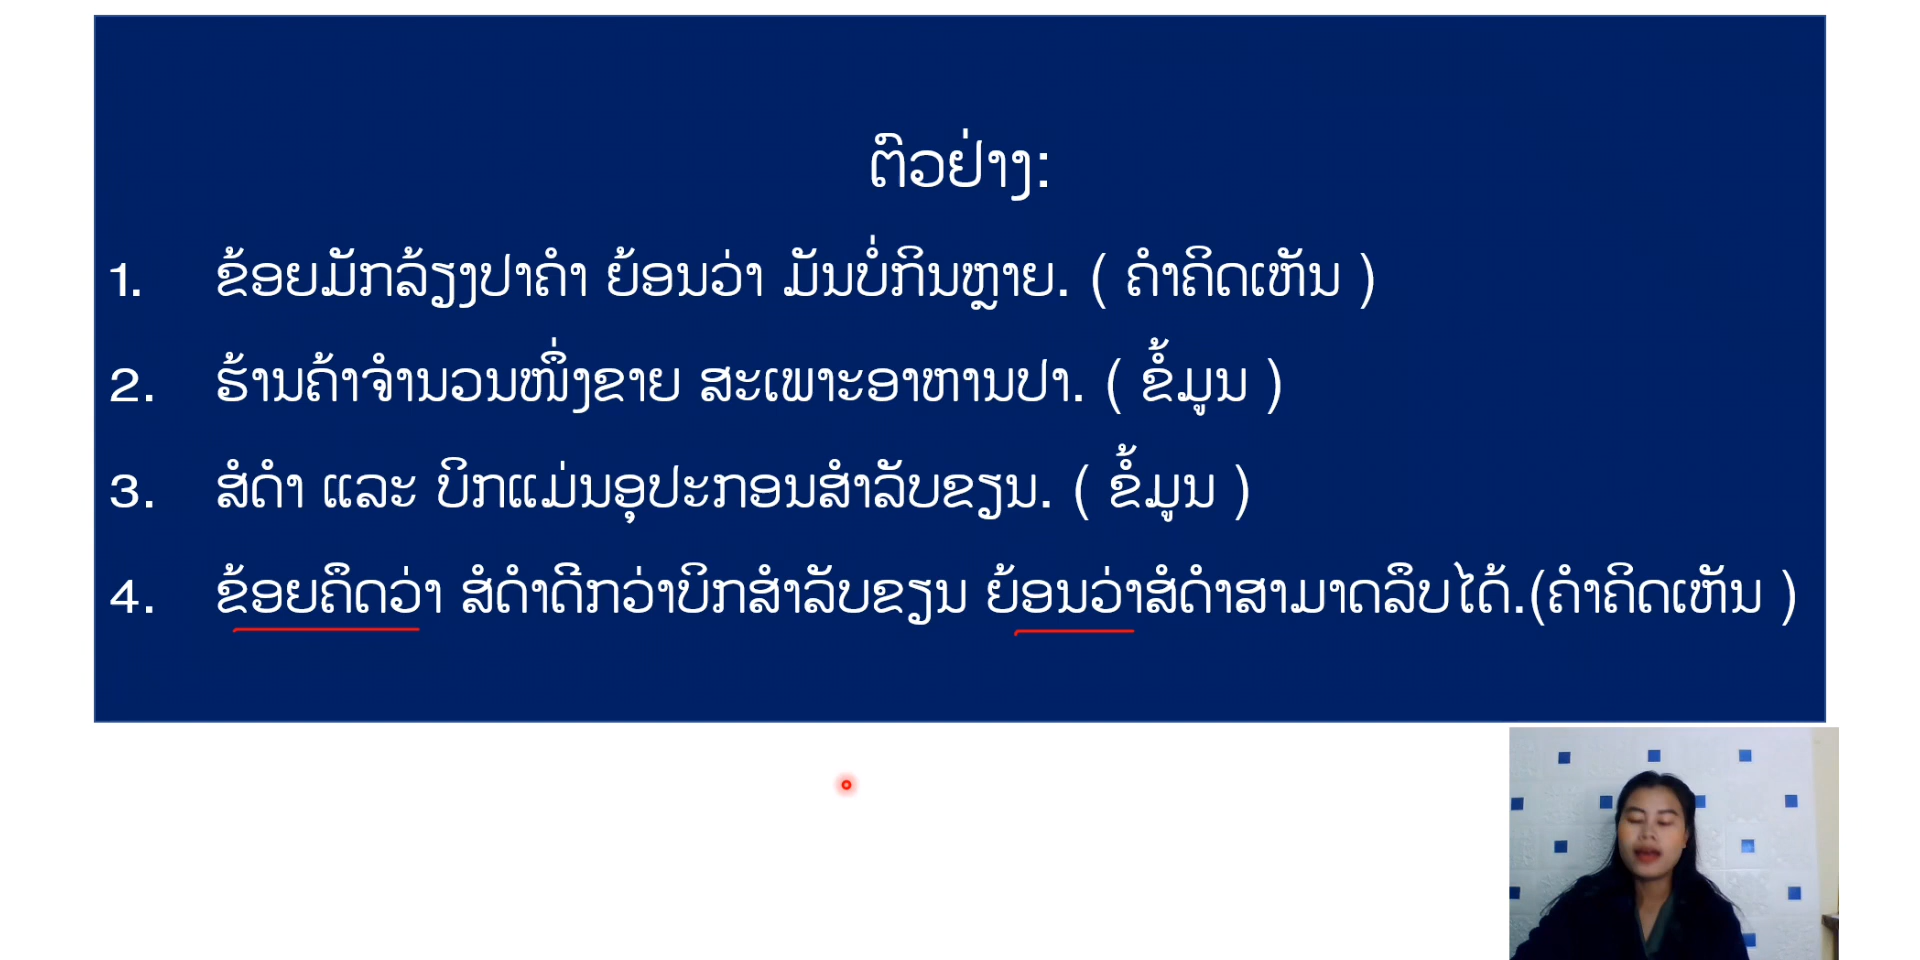 ຕົວຢ່າງ:
1. ຂ້ອຍມັກລ້ຽງປາຄຳ ຍ້ອນວ່າ ມັນບໍ່ກິນຫຼາຍ. ( ຄຳຄິດເຫັນ )
2. ຮ້ານຄ້າຈຳນວນໜຶ່ງຂາຍ ສະເພາະອາຫານປາ. ( ຂໍ້ມູນ )
3. ສໍດຳ ແລະ ບິກແມ່ນອຸປະກອນສຳລັບຂຽນ. ( ຂໍ້ມູນ )
4. ຂ້ອຍຄຶດວ່າ ສໍດຳດີກວ່າບິກສຳລັບຂຽນ ຍ້ອນວ່າສໍດຳສາມາດລຶບໄດ້.(ຄຳຄິດເຫັນ )